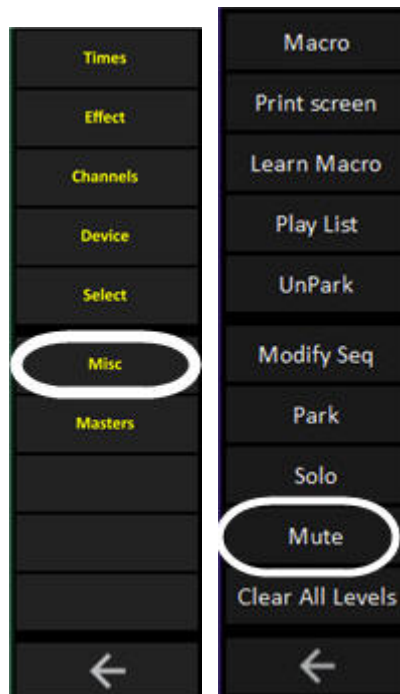 Times
Effect
Channels
Device
Select
Misc
Masters
Macro
Print screen
Learn Macro
Play List
UnPark
Modify Seq
Park
Solo
Mute
Clear All Levels